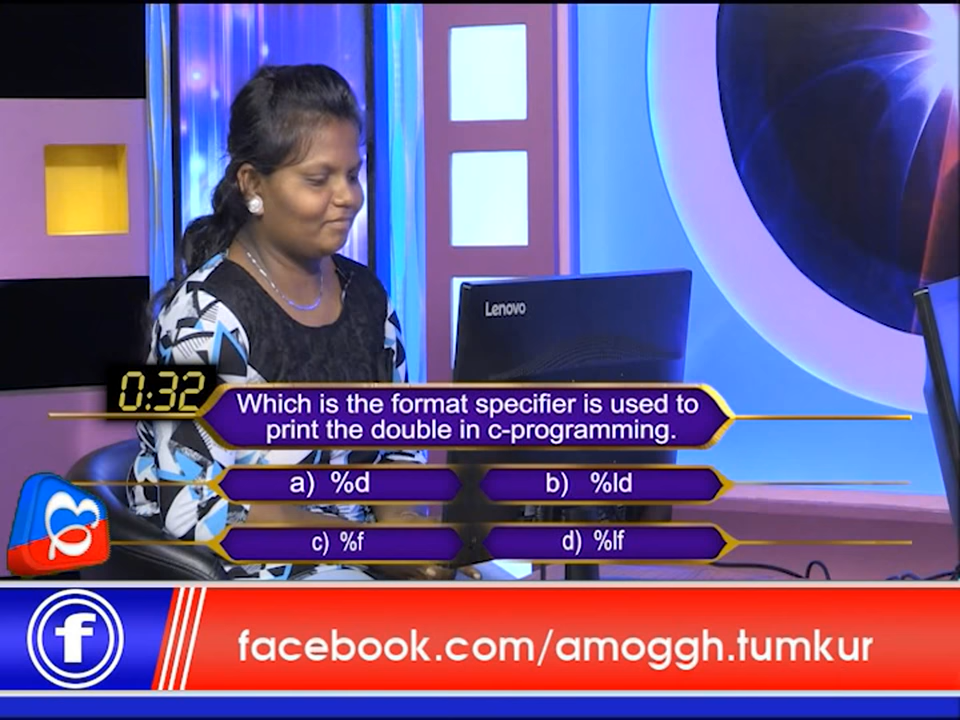 Lenovo
0:32
Which is the format specifier is used to
print the double in c-programming.
a) %d
b) %ld
c) %f
d) %lf
f facebook.com/amoggh.tumkur